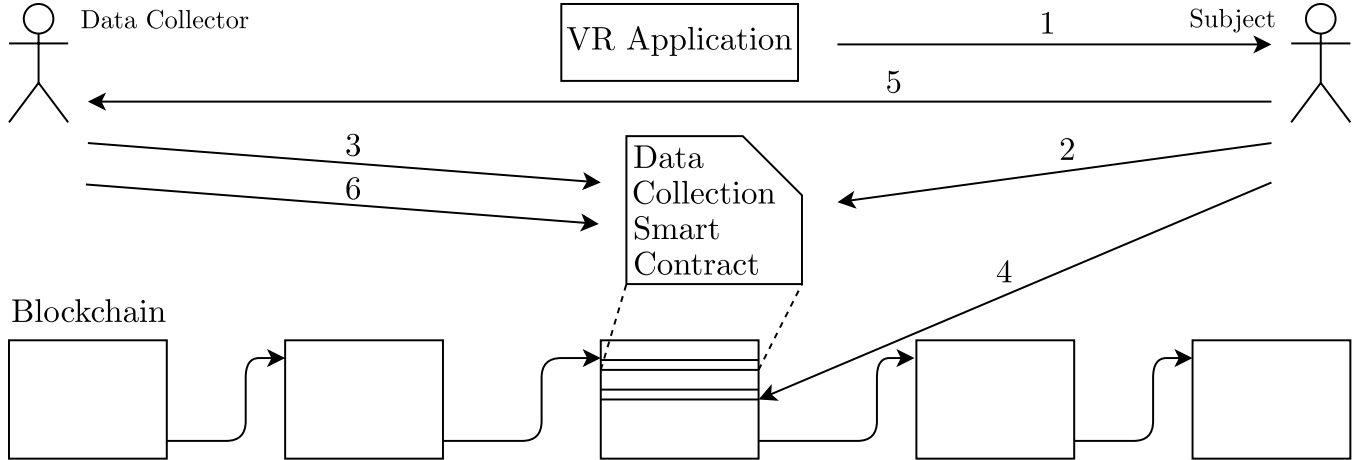 Data Collector
VR Application
1
Subject
5
3
2
6
Data
Collection
Smart
Contract
4
Blockchain